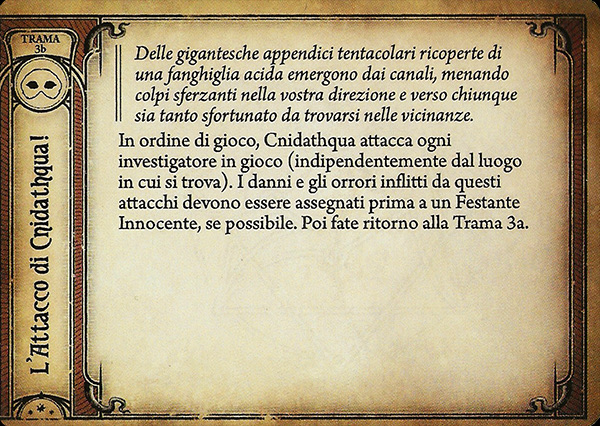 TRAMA
3b
L'Attacco di Cnidathqua!
Delle gigantesche appendici tentacolari ricoperte di
una fanghiglia acida emergono dai canali, menando
colpi sferzanti nella vostra direzione e verso chiunque
sia tanto sfortunato da trovarsi nelle vicinanze.
In ordine di gioco, Cnidathqua attacca ogni
investigatore in gioco (indipendentemente dal luogo
in cui si trova). I danni e gli orrori inflitti da questi
attacchi devono essere assegnati prima a un Festante
Innocente, se possibile. Poi fate ritorno alla Trama 3a.